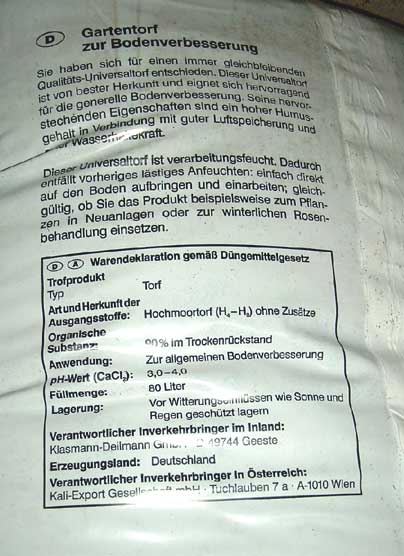 D Gartentorf
zur Bodenverbesserung
Sie haben sich für einen immer gleichbleibenden
Qualitäts-Universaltorf entschieden. Dieser Universaltorf
ist von bester Herkunft und eignet sich hervorragend
für die generelle Bodenverbesserung. Seine hervor-
stechenden Eigenschaften sind ein hoher Humus-
gehalt in Verbindung mit guter Luftspeicherung und
Dieser Universaltorf ist verarbeitungsfeucht. Dadurch
entfällt vorheriges lästiges Anfeuchten: einfach direkt
auf den Boden aufbringen und einarbeiten; gleich-
gültig, ob Sie das Produkt beispielsweise zum Pflan-
zen in Neuanlagen oder zur winterlichen Rosen-
behandlung einsetzen.
D A Warendeklaration gemäß Düngemittelgesetz
Trofprodukt
Typ Torf
Art und Herkunft der
Ausgangsstoffe: Hochmoortorf ohne Zusätze
Organische
Substanz: 90% im Trockenrückstand
Anwendung: Zur allgemeinen Bodenverbesserung
pH-Wert (CaCl₂): 3,0-4,0
Füllmenge: 80 Liter
Lagerung: Vor Witterungseinflüssen wie Sonne und
Regen geschützt lagern
Verantwortlicher Inverkehrbringer im Inland:
Klasmann-Deilmann GmbH · D 49744 Geeste
Erzeugungsland: Deutschland
Verantwortlicher Inverkehrbringer in Österreich:
Kali-Export Gesellschaft mbH · Tuchlauben 7 a · A-1010 Wien